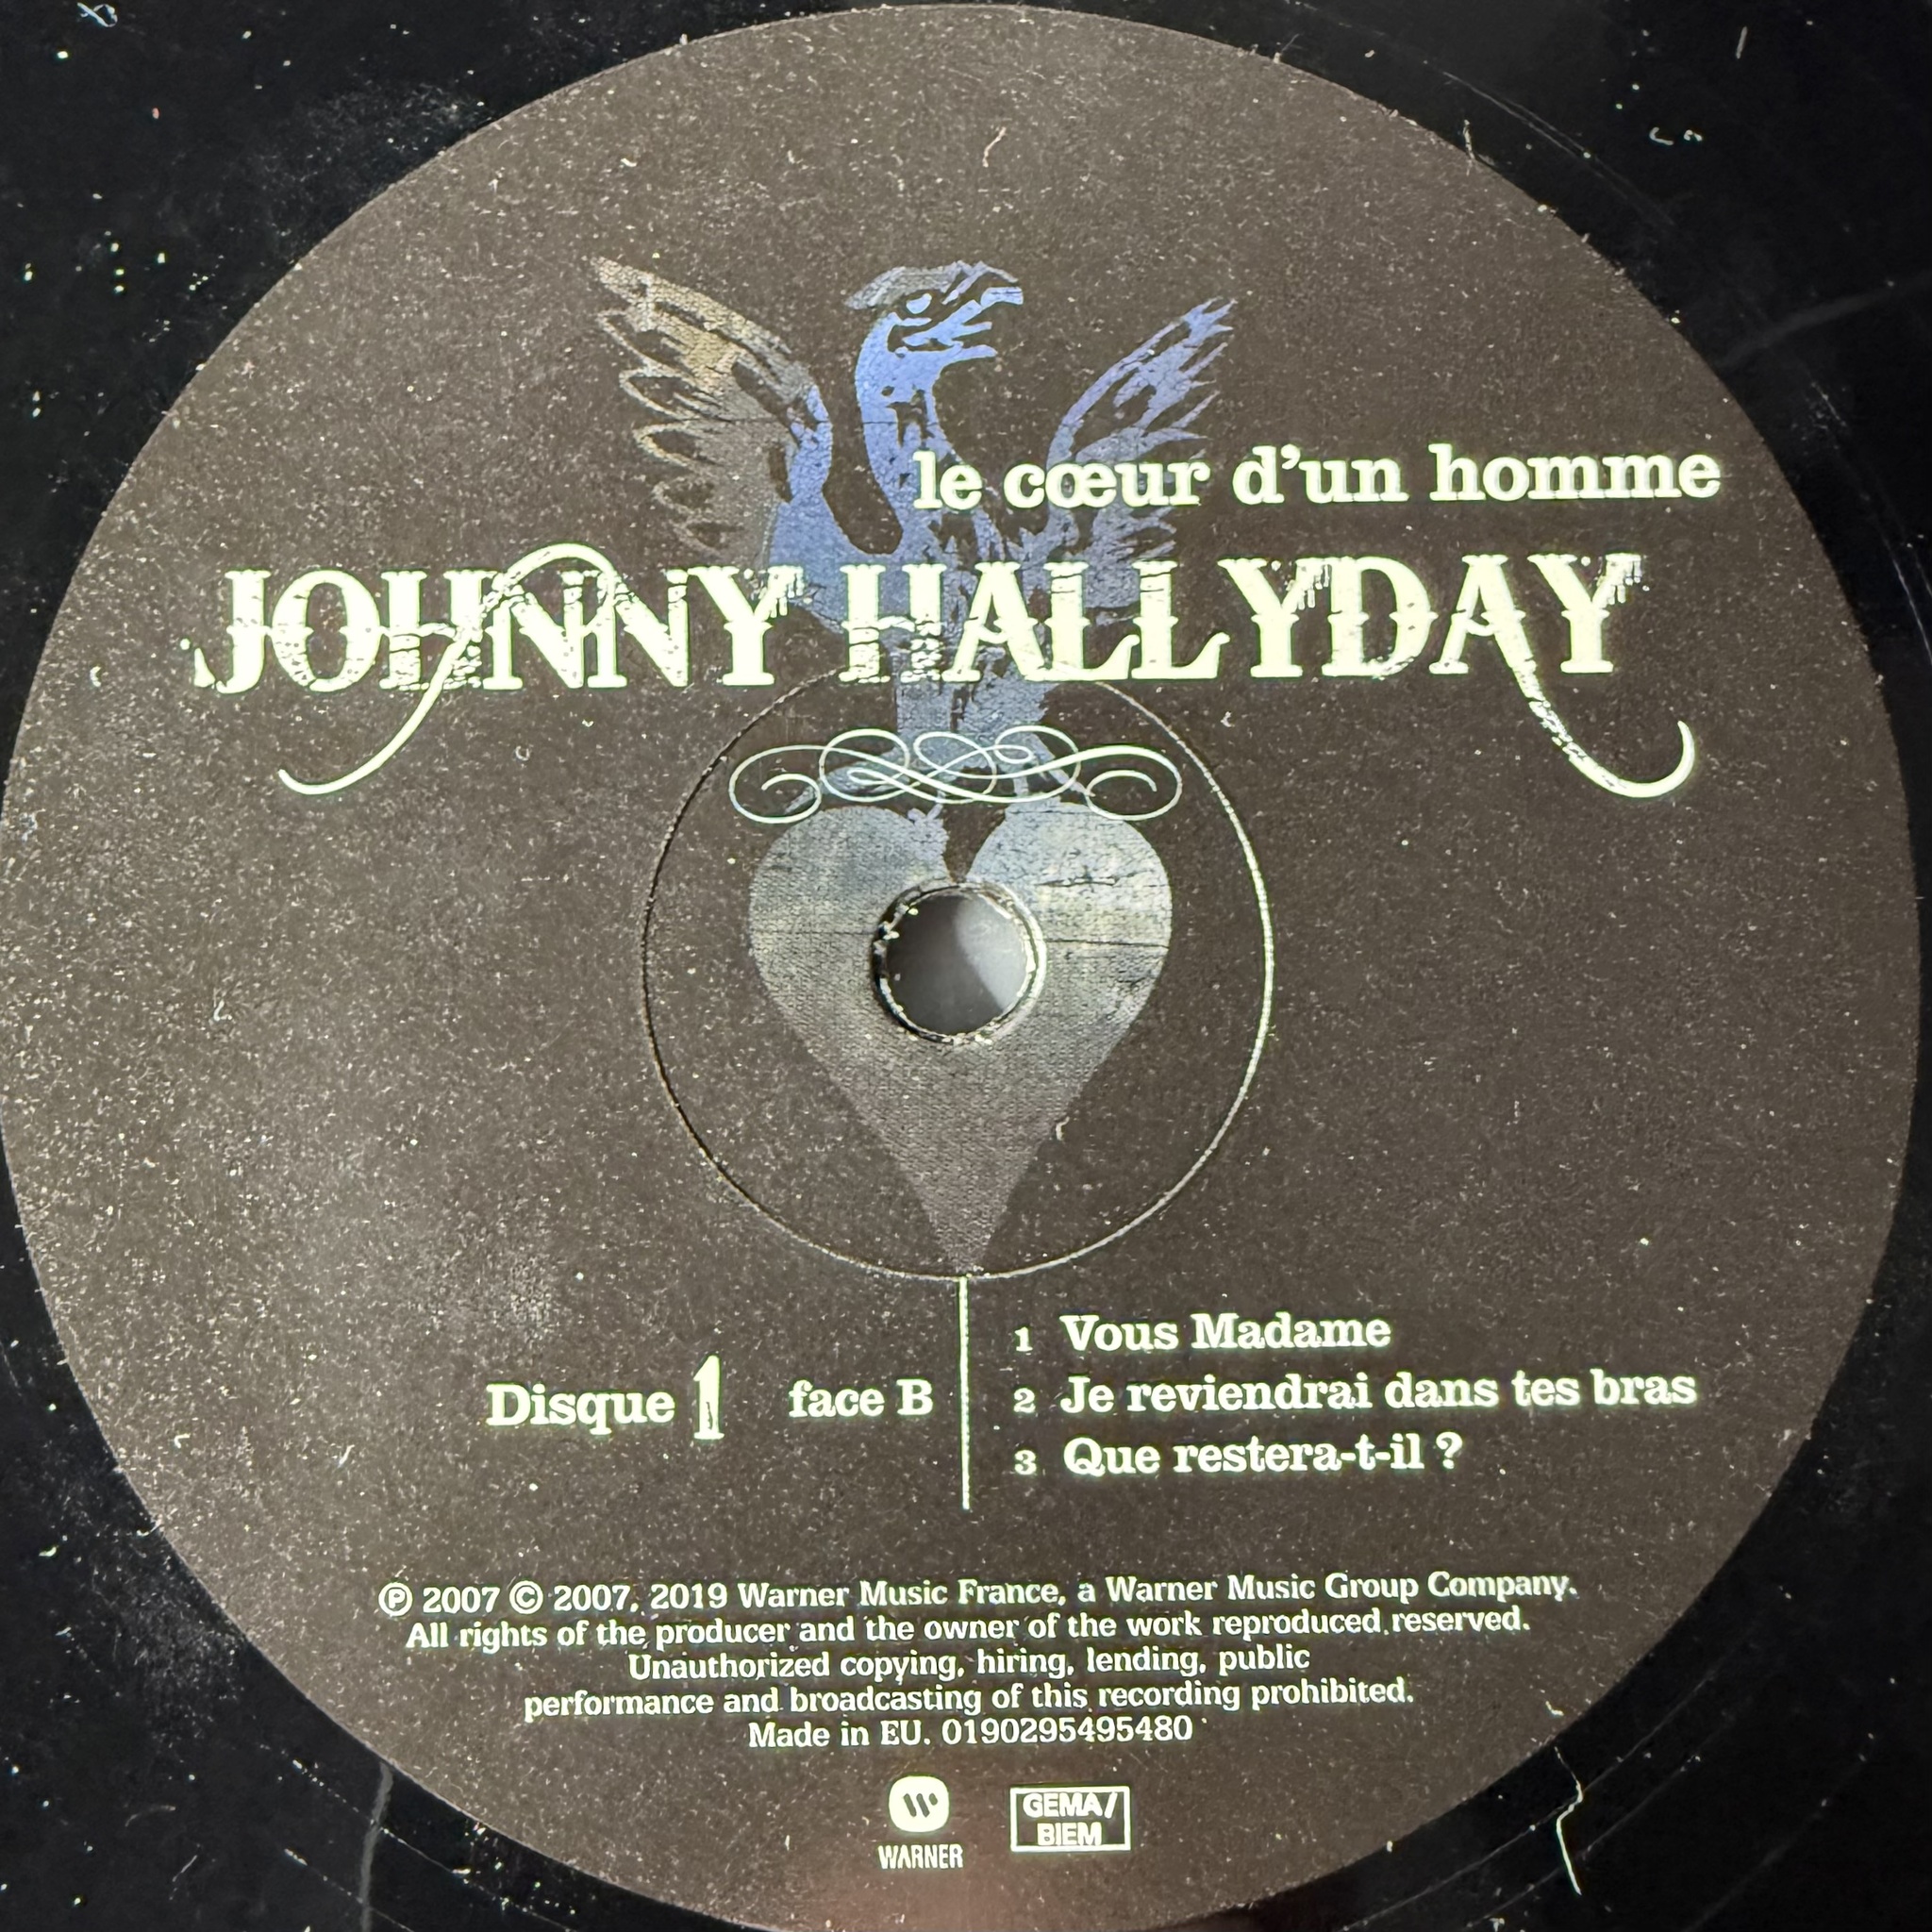 le cœur d'un homme
JOHNNY HALLYDAY
Disque 1 face B
1 Vous Madame
2 Je reviendrai dans tes bras
3 Que restera-t-il ?
℗ 2007 © 2007, 2019 Warner Music France, a Warner Music Group Company.
All rights of the producer and the owner of the work reproduced reserved.
Unauthorized copying, hiring, lending, public
performance and broadcasting of this recording prohibited.
Made in EU. 0190295495480
WARNER
GEMA/
BIEM